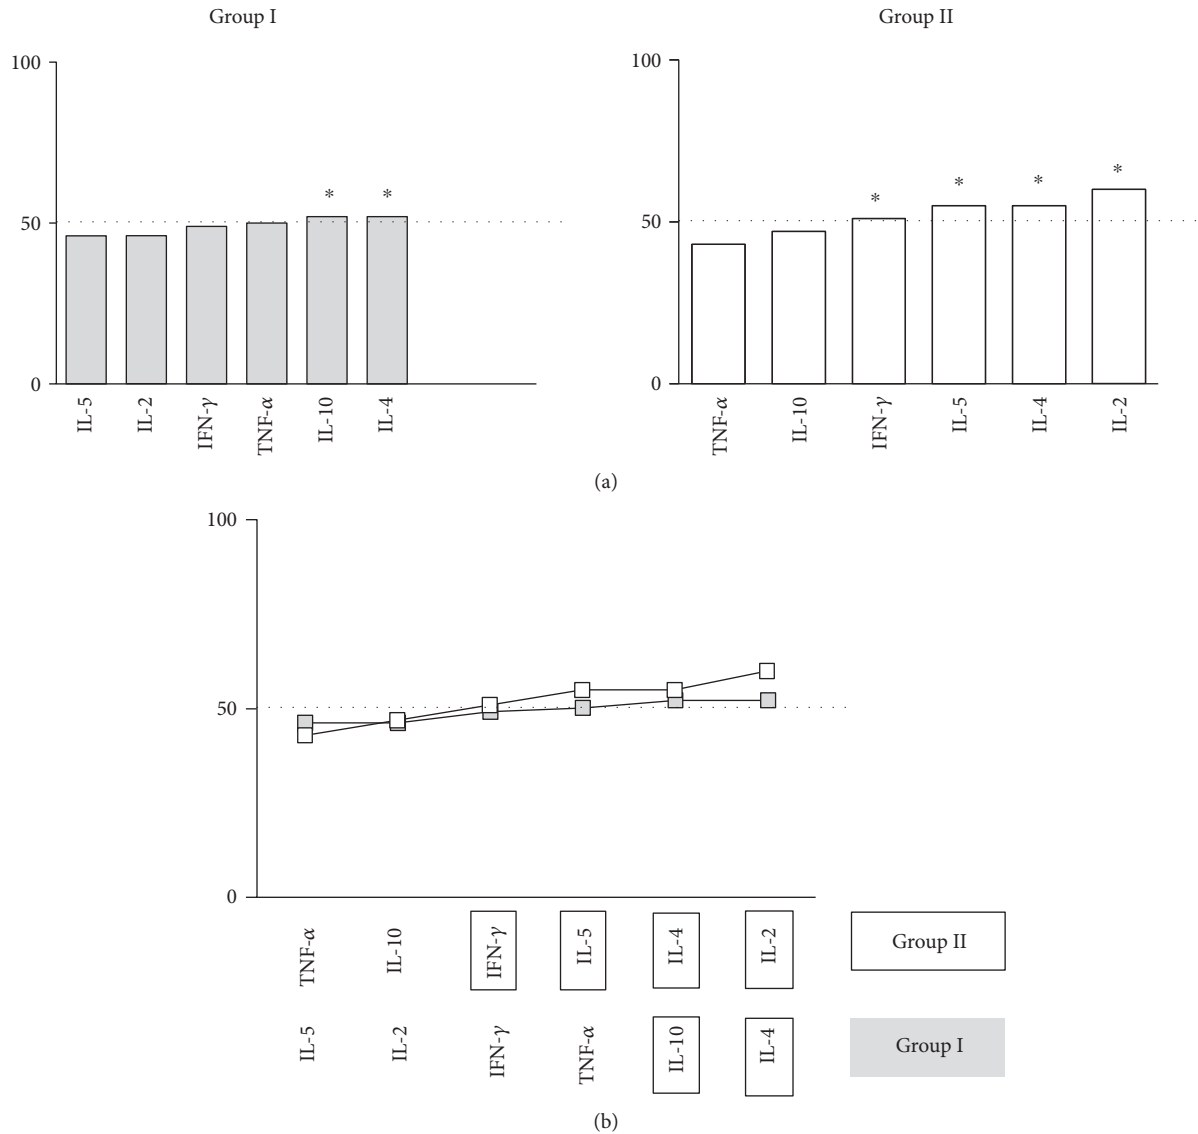 Group I
100
50
0
* *
IL-5 IL-2 IFN-γ TNF-α IL-10 IL-4
Group II
100
50
0
* * * *
TNF-α IL-10 IFN-γ IL-5 IL-4 IL-2
(a)
100
50
0
TNF-α IL-10 IFN-γ IL-5 IL-4 IL-2 Group II
IL-5 IL-2 IFN-γ TNF-α IL-10 IL-4 Group I
(b)